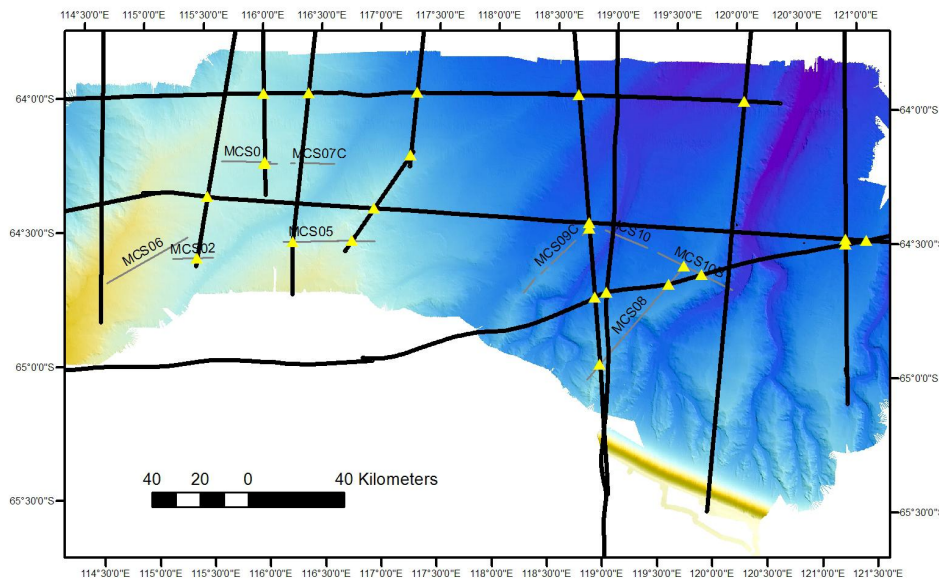 114°30'0"E 115°0'0"E 115°30'0"E 116°0'0"E 116°30'0"E 117°0'0"E 117°30'0"E 118°0'0"E 118°30'0"E 119°0'0"E 119°30'0"E 120°0'0"E 120°30'0"E 121°0'0"E
64°0'0"S 64°0'0"S
MCS0 MCS07C
MCS06 MCS02 MCS05 MCS09C CS10 MCS10B
64°30'0"S 64°30'0"S
MCS08
65°0'0"S 65°0'0"S
40 20 0 40 Kilometers
65°30'0"S 65°30'0"S
114°30'0"E 115°0'0"E 115°30'0"E 116°0'0"E 116°30'0"E 117°0'0"E 117°30'0"E 118°0'0"E 118°30'0"E 119°0'0"E 119°30'0"E 120°0'0"E 120°30'0"E 121°0'0"E 121°30'0"E